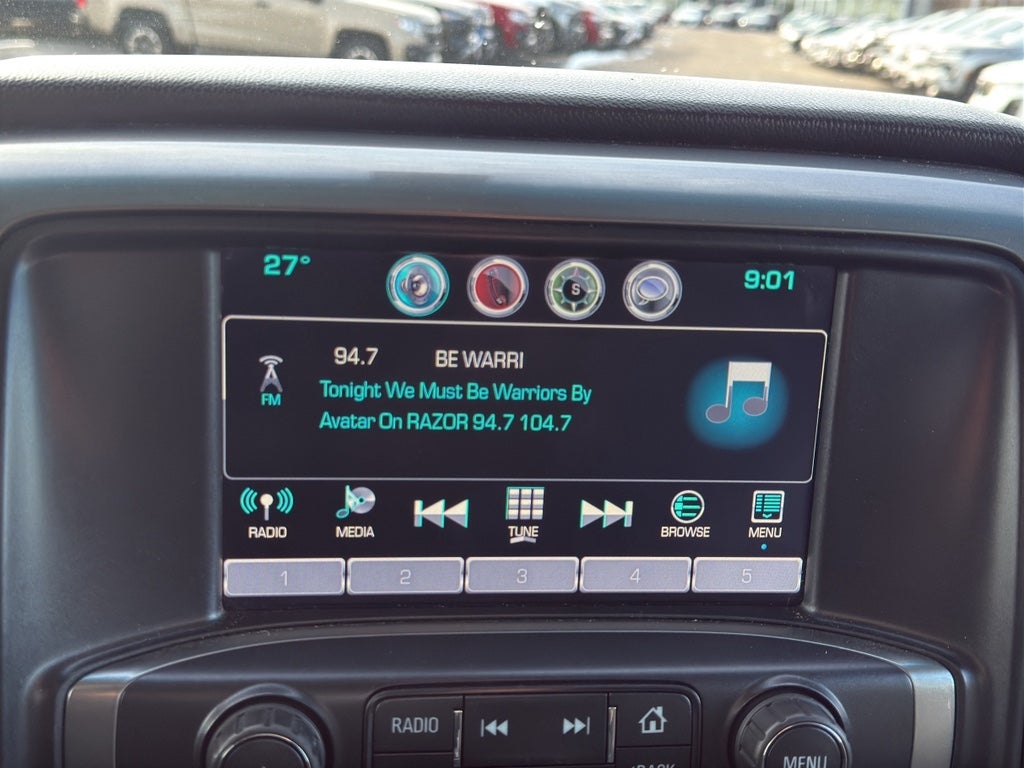 27°
S
9:01
94.7 BE WARRI
FM
Tonight We Must Be Warriors By
Avatar On RAZOR 94.7 104.7
RADIO MEDIA TUNE BROWSE MENU
1 2 3 4 5
RADIO
MENU
BACK